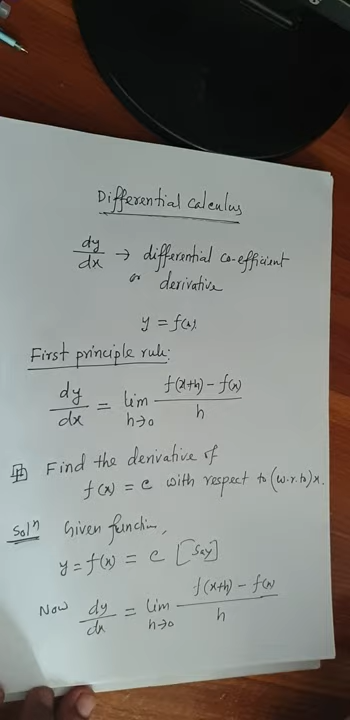 Differential calculus
dy/dx → differential co-efficient
or derivative
y = f(x)
First principle rule:
dy/dx = lim h→0 f(x+h) - f(x) / h
Find the derivative of
f(x) = c with respect to (w.r.to) x.
Solⁿ Given function,
y = f(x) = c [Say]
Now dy/dx = lim h→0 f(x+h) - f(x) / h